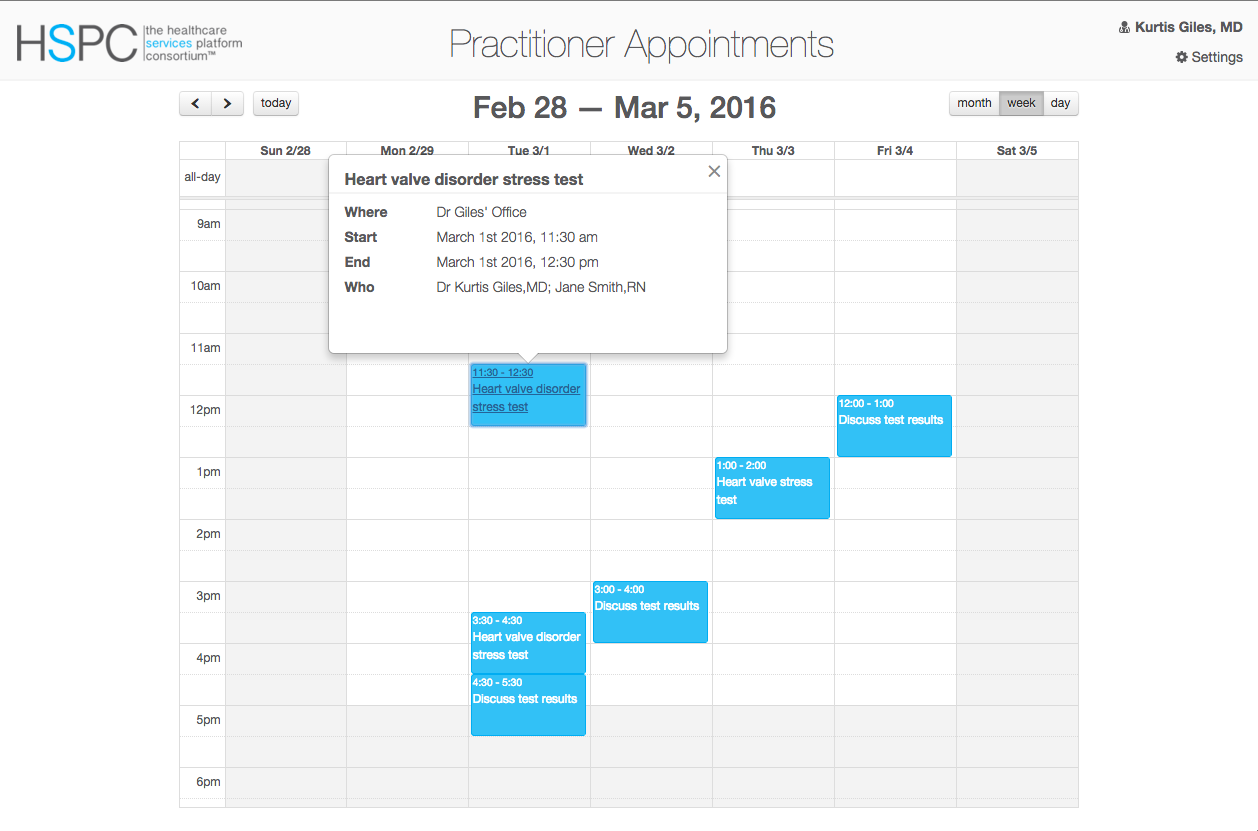 HSPC
the healthcare
services platform
consortium™
Practitioner Appointments
Kurtis Giles, MD
Settings
today
Feb 28 — Mar 5, 2016
month week day
Sun 2/28 Mon 2/29 Tue 3/1 Wed 3/2 Thu 3/3 Fri 3/4 Sat 3/5
all-day
Heart valve disorder stress test
Where Dr Giles' Office
Start March 1st 2016, 11:30 am
End March 1st 2016, 12:30 pm
Who Dr Kurtis Giles,MD; Jane Smith,RN
9am
10am
11am
11:30 - 12:30
Heart valve disorder
stress test
12pm
12:00 - 1:00
Discuss test results
1pm
1:00 - 2:00
Heart valve stress
test
2pm
3pm
3:00 - 4:00
Discuss test results
3:30 - 4:30
Heart valve disorder
stress test
4pm
4:30 - 5:30
Discuss test results
5pm
6pm